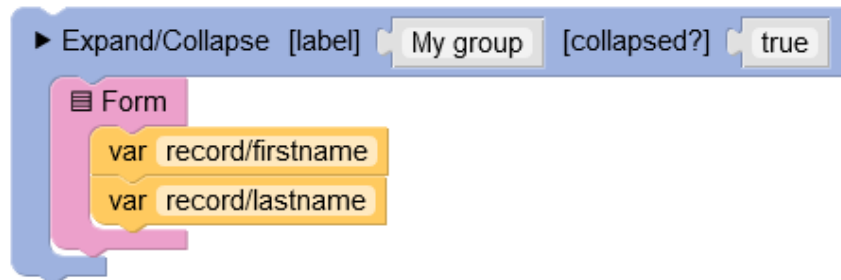 Expand/Collapse [label] My group [collapsed?] true
Form
var record/firstname
var record/lastname